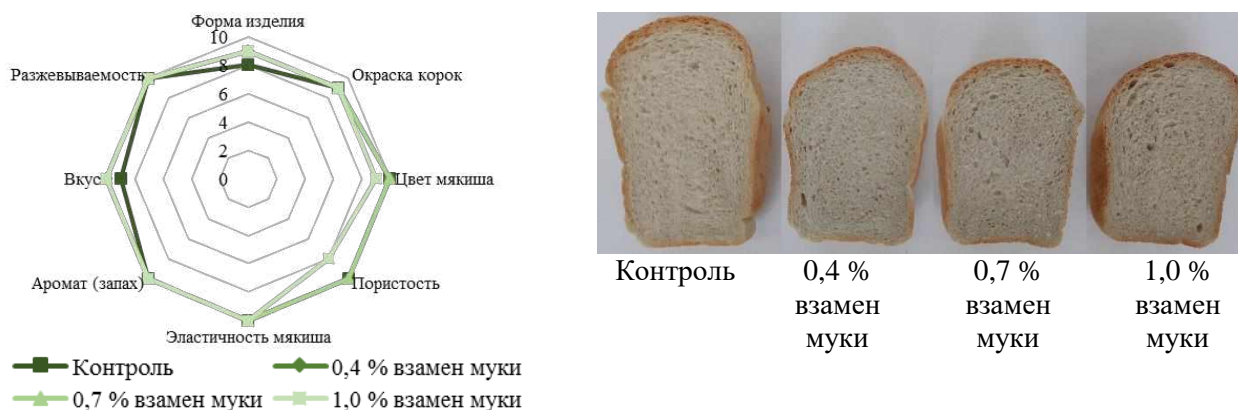 Форма изделия
10
8
6
4
2
0
Окраска корок
Цвет мякиша
Пористость
Эластичность мякиша
Аромат (запах)
Вкус
Разжевываемость
Контроль
0,4 % взамен муки
0,7 % взамен муки
1,0 % взамен муки
Контроль
0,4 %
взамен
муки
0,7 %
взамен
муки
1,0 %
взамен
муки